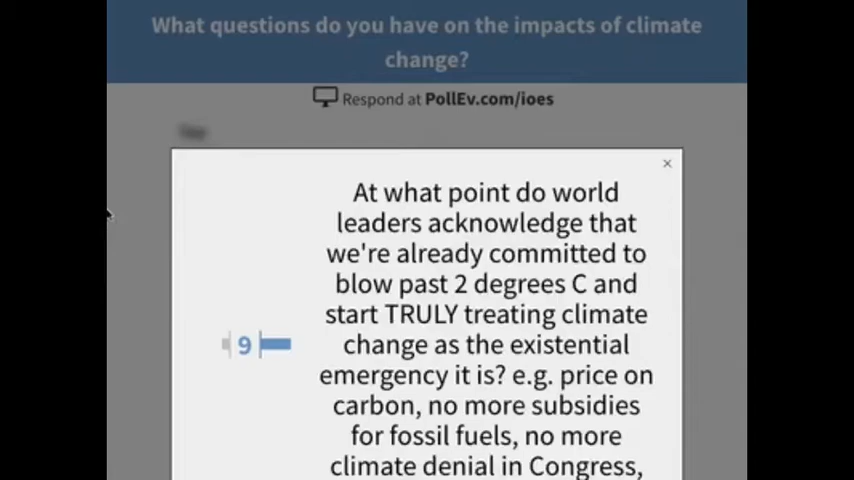 What questions do you have on the impacts of climate
change?
Respond at PollEv.com/ioes
×
At what point do world
leaders acknowledge that
we're already committed to
blow past 2 degrees C and
start TRULY treating climate
change as the existential
9
emergency it is? e.g. price on
carbon, no more subsidies
for fossil fuels, no more
climate denial in Congress,